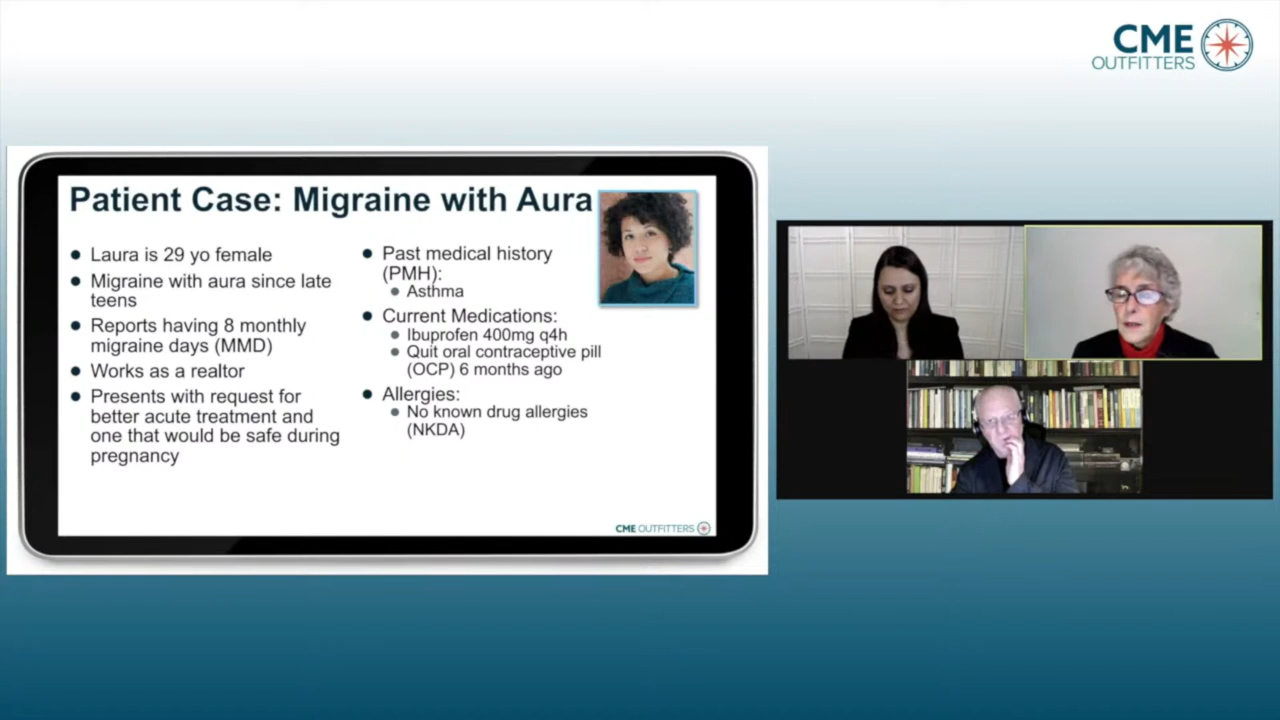 CME
OUTFITTERS
Patient Case: Migraine with Aura
Laura is 29 yo female
Migraine with aura since late
teens
Reports having 8 monthly
migraine days (MMD)
Works as a realtor
Presents with request for
better acute treatment and
one that would be safe during
pregnancy
Past medical history
(PMH):
Asthma
Current Medications:
Ibuprofen 400mg q4h
Quit oral contraceptive pill
(OCP) 6 months ago
Allergies:
No known drug allergies
(NKDA)
CME OUTFITTERS